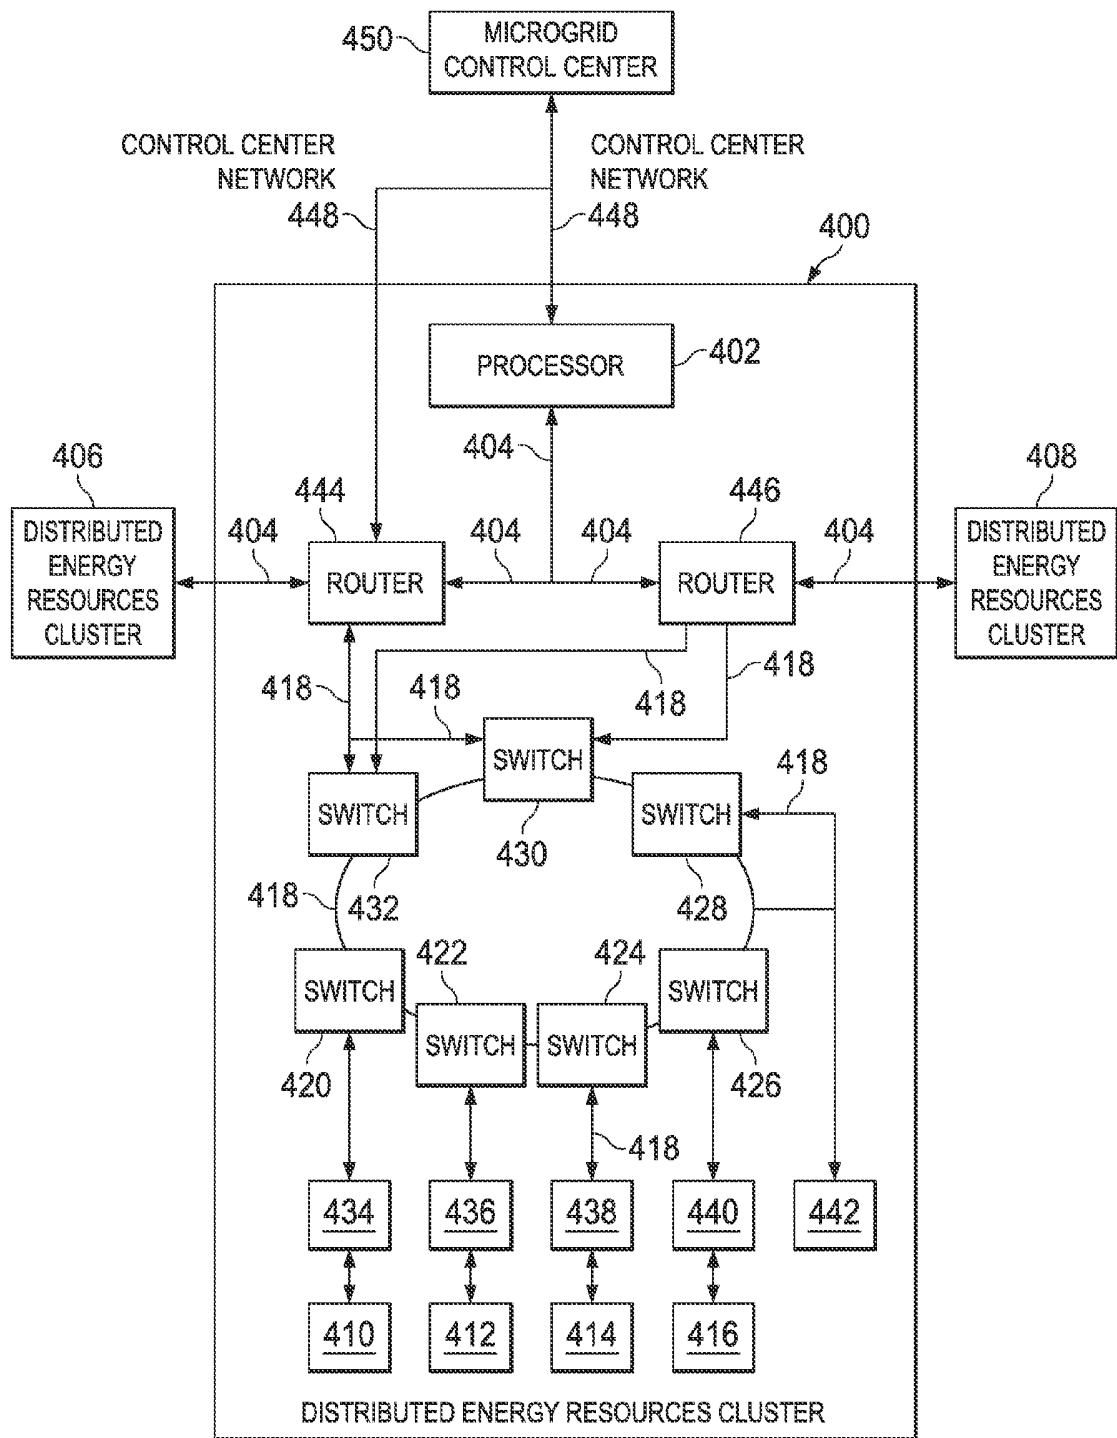 450
MICROGRID
CONTROL CENTER
CONTROL CENTER
NETWORK
448
CONTROL CENTER
NETWORK
448
400
PROCESSOR
402
404
406
DISTRIBUTED
ENERGY
RESOURCES
CLUSTER
404
444
ROUTER
404
404
446
ROUTER
404
408
DISTRIBUTED
ENERGY
RESOURCES
CLUSTER
418
418
418
418
SWITCH
430
SWITCH
432
SWITCH
428
418
418
SWITCH
420
422
SWITCH
424
SWITCH
SWITCH
426
418
434
436
438
440
442
410
412
414
416
DISTRIBUTED ENERGY RESOURCES CLUSTER